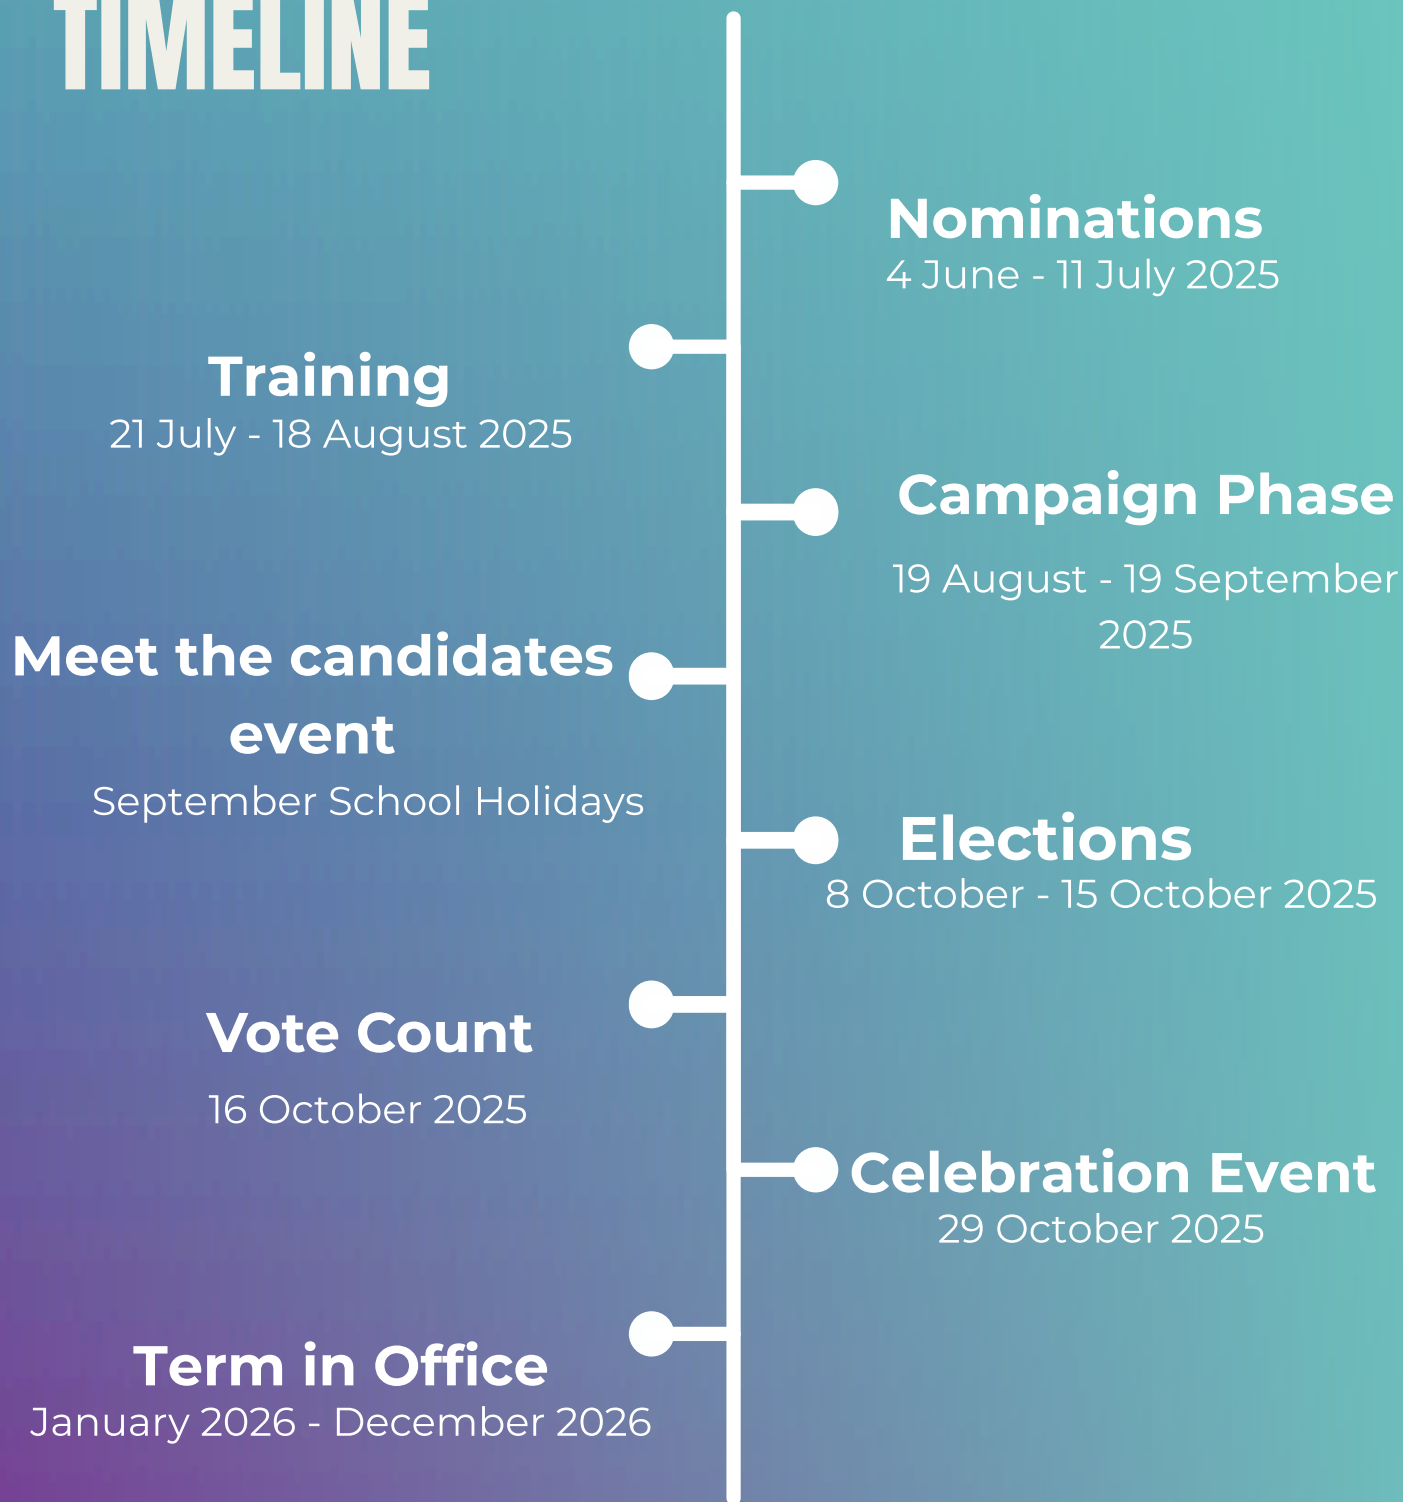 TIMELINE
Nominations
4 June - 11 July 2025
Training
21 July - 18 August 2025
Campaign Phase
19 August - 19 September
2025
Meet the candidates
event
September School Holidays
Elections
8 October - 15 October 2025
Vote Count
16 October 2025
Celebration Event
29 October 2025
Term in Office
January 2026 - December 2026